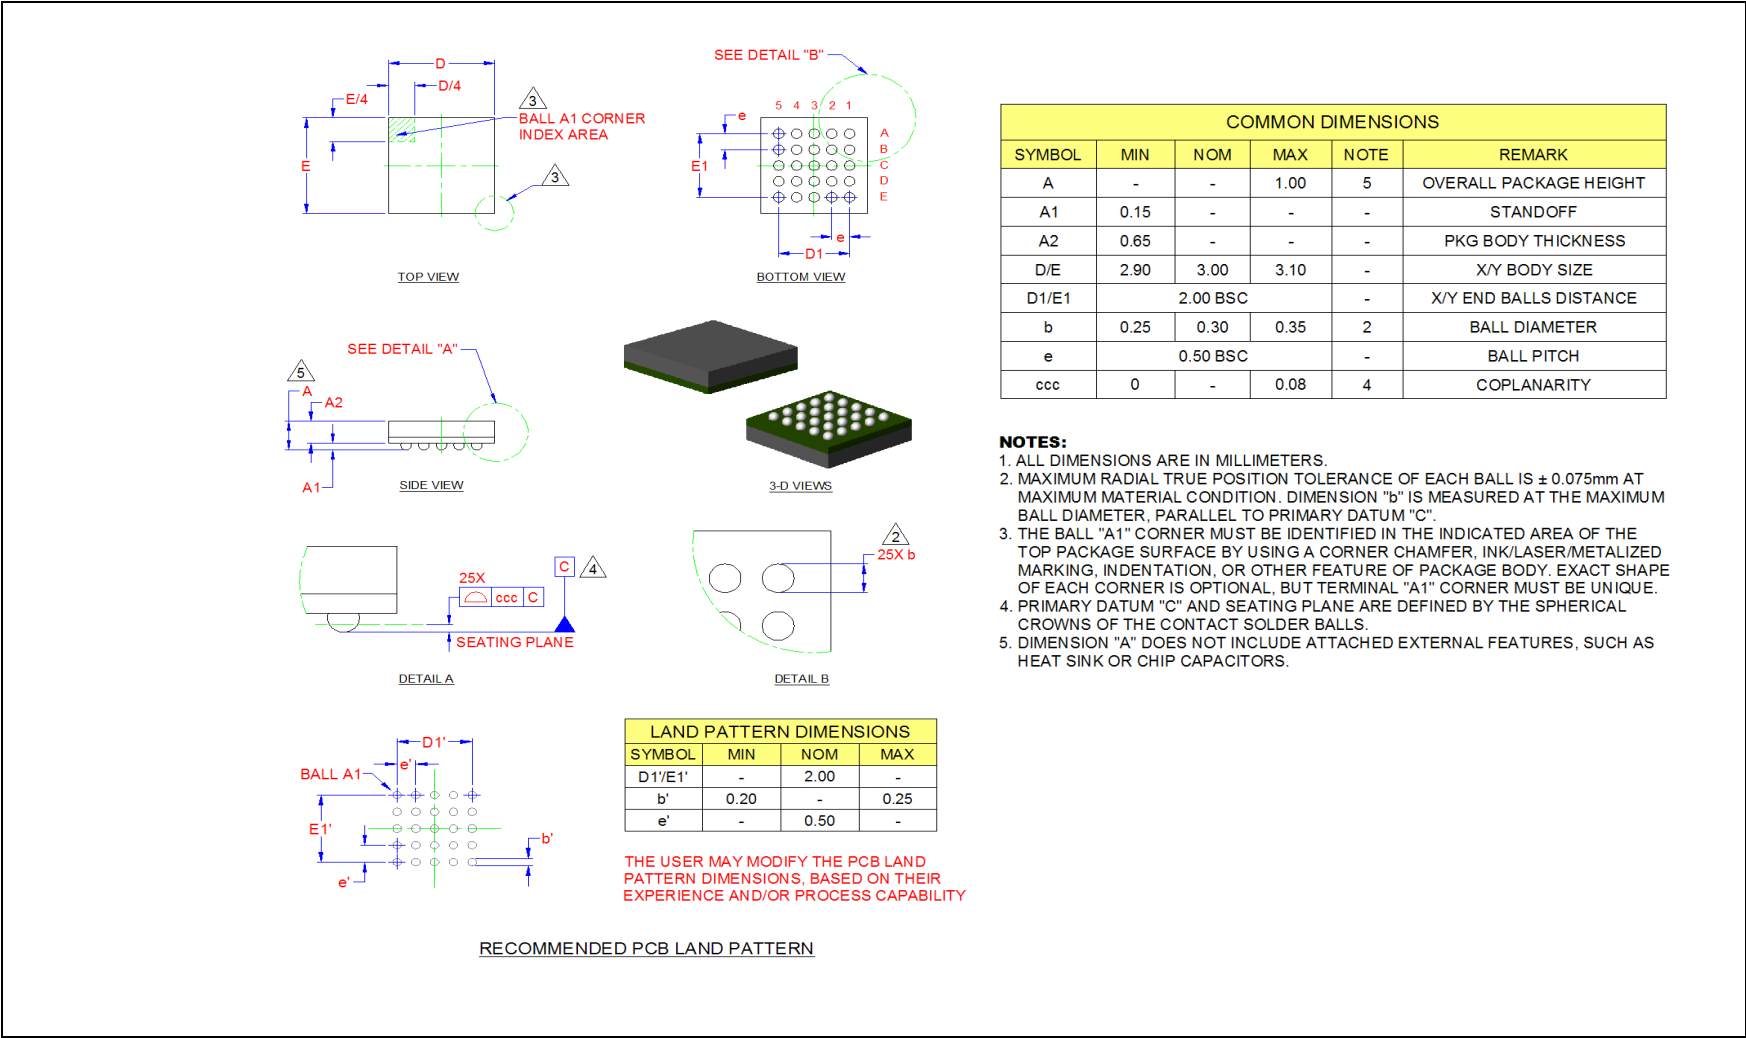 D
D/4
E/4
3
BALL A1 CORNER
INDEX AREA
E
3
TOP VIEW
SEE DETAIL "B"
5 4 3 2 1
e
A
B
E1
C
D
E
e
D1
BOTTOM VIEW
SEE DETAIL "A"
5
A
A2
A1
SIDE VIEW
3-D VIEWS
C
4
25X
ccc C
SEATING PLANE
DETAIL A
2
25X b
DETAIL B
D1'
e'
BALL A1
E1'
b'
e'
LAND PATTERN DIMENSIONS
SYMBOL MIN NOM MAX
D1'/E1' - 2.00 -
b' 0.20 - 0.25
e' - 0.50 -
THE USER MAY MODIFY THE PCB LAND
PATTERN DIMENSIONS, BASED ON THEIR
EXPERIENCE AND/OR PROCESS CAPABILITY
RECOMMENDED PCB LAND PATTERN
COMMON DIMENSIONS
SYMBOL MIN NOM MAX NOTE REMARK
A - - 1.00 5 OVERALL PACKAGE HEIGHT
A1 0.15 - - - STANDOFF
A2 0.65 - - - PKG BODY THICKNESS
D/E 2.90 3.00 3.10 - X/Y BODY SIZE
D1/E1 2.00 BSC - X/Y END BALLS DISTANCE
b 0.25 0.30 0.35 2 BALL DIAMETER
e 0.50 BSC - BALL PITCH
ccc 0 - 0.08 4 COPLANARITY
NOTES:
1. ALL DIMENSIONS ARE IN MILLIMETERS.
2. MAXIMUM RADIAL TRUE POSITION TOLERANCE OF EACH BALL IS ± 0.075mm AT
MAXIMUM MATERIAL CONDITION. DIMENSION "b" IS MEASURED AT THE MAXIMUM
BALL DIAMETER, PARALLEL TO PRIMARY DATUM "C".
3. THE BALL "A1" CORNER MUST BE IDENTIFIED IN THE INDICATED AREA OF THE
TOP PACKAGE SURFACE BY USING A CORNER CHAMFER, INK/LASER/METALIZED
MARKING, INDENTATION, OR OTHER FEATURE OF PACKAGE BODY. EXACT SHAPE
OF EACH CORNER IS OPTIONAL, BUT TERMINAL "A1" CORNER MUST BE UNIQUE.
4. PRIMARY DATUM "C" AND SEATING PLANE ARE DEFINED BY THE SPHERICAL
CROWNS OF THE CONTACT SOLDER BALLS.
5. DIMENSION "A" DOES NOT INCLUDE ATTACHED EXTERNAL FEATURES, SUCH AS
HEAT SINK OR CHIP CAPACITORS.